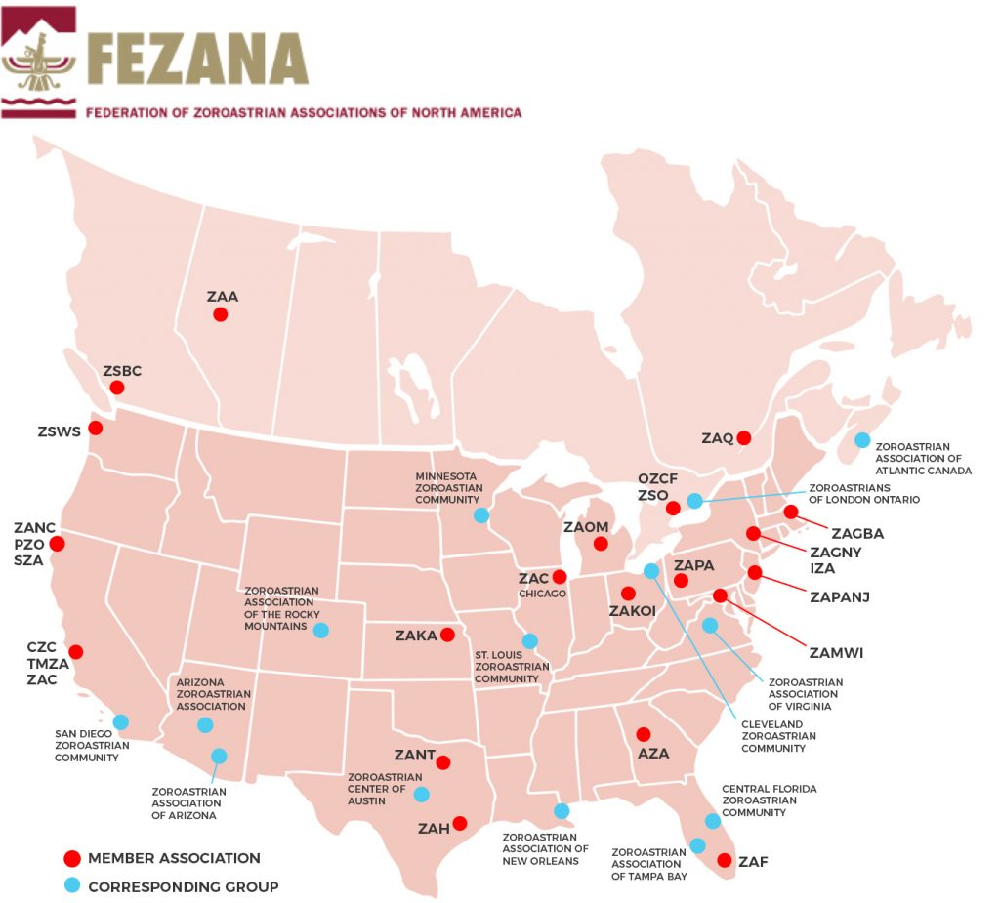 FEZANA
FEDERATION OF ZOROASTRIAN ASSOCIATIONS OF NORTH AMERICA
ZAA
ZSBC
ZSWS
ZAQ
ZOROASTRIAN
ASSOCIATION OF
ATLANTIC CANADA
MINNESOTA
ZOROASTIAN
COMMUNITY
OZCF
ZSO
ZOROASTRIANS
OF LONDON ONTARIO
ZANC
PZO
SZA
ZAOM
ZAGBA
ZAGNY
IZA
ZAC
CHICAGO
ZAPA
ZAPANJ
ZOROASTRIAN
ASSOCIATION
OF THE ROCKY
MOUNTAINS
ZAKOI
ZAKA
ZAMWI
CZC
TMZA
ZAC
ST. LOUIS
ZOROASTRIAN
COMMUNITY
ARIZONA
ZOROASTRIAN
ASSOCIATION
ZOROASTRIAN
ASSOCIATION
OF VIRGINIA
SAN DIEGO
ZOROASTRIAN
COMMUNITY
CLEVELAND
ZOROASTRIAN
COMMUNITY
AZA
ZANT
ZOROASTRIAN
CENTER OF
AUSTIN
ZOROASTRIAN
ASSOCIATION
OF ARIZONA
CENTRAL FLORIDA
ZOROASTRIAN
COMMUNITY
ZAH
ZOROASTRIAN
ASSOCIATION OF
NEW ORLEANS
ZOROASTRIAN
ASSOCIATION
OF TAMPA BAY
ZAF
MEMBER ASSOCIATION
CORRESPONDING GROUP